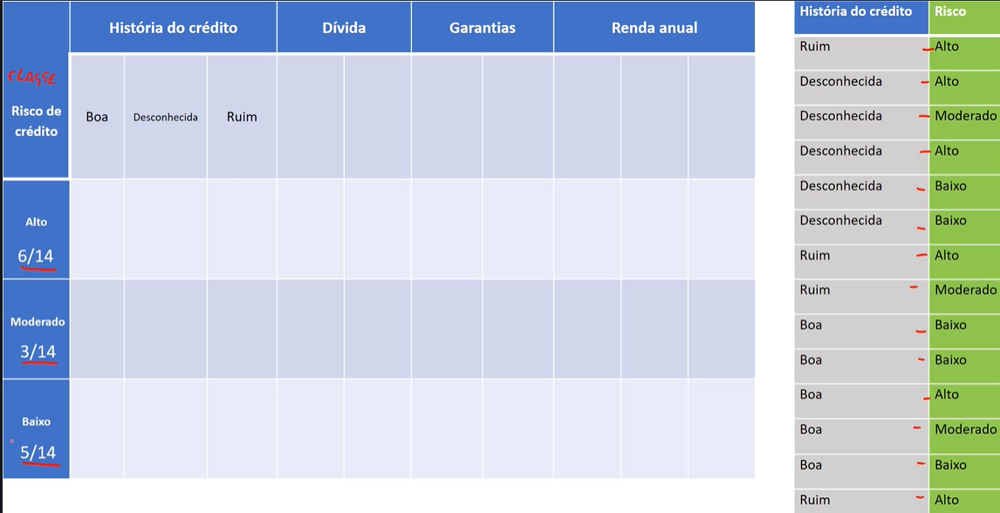 História do crédito Dívida Garantias Renda anual
CLASSE
Risco de
crédito
Boa Desconhecida Ruim
Alto
6/14
Moderado
3/14
Baixo
5/14
História do crédito Risco
Ruim Alto
Desconhecida Alto
Desconhecida Moderado
Desconhecida Alto
Desconhecida Baixo
Desconhecida Baixo
Ruim Alto
Ruim Moderado
Boa Baixo
Boa Baixo
Boa Alto
Boa Moderado
Boa Baixo
Ruim Alto